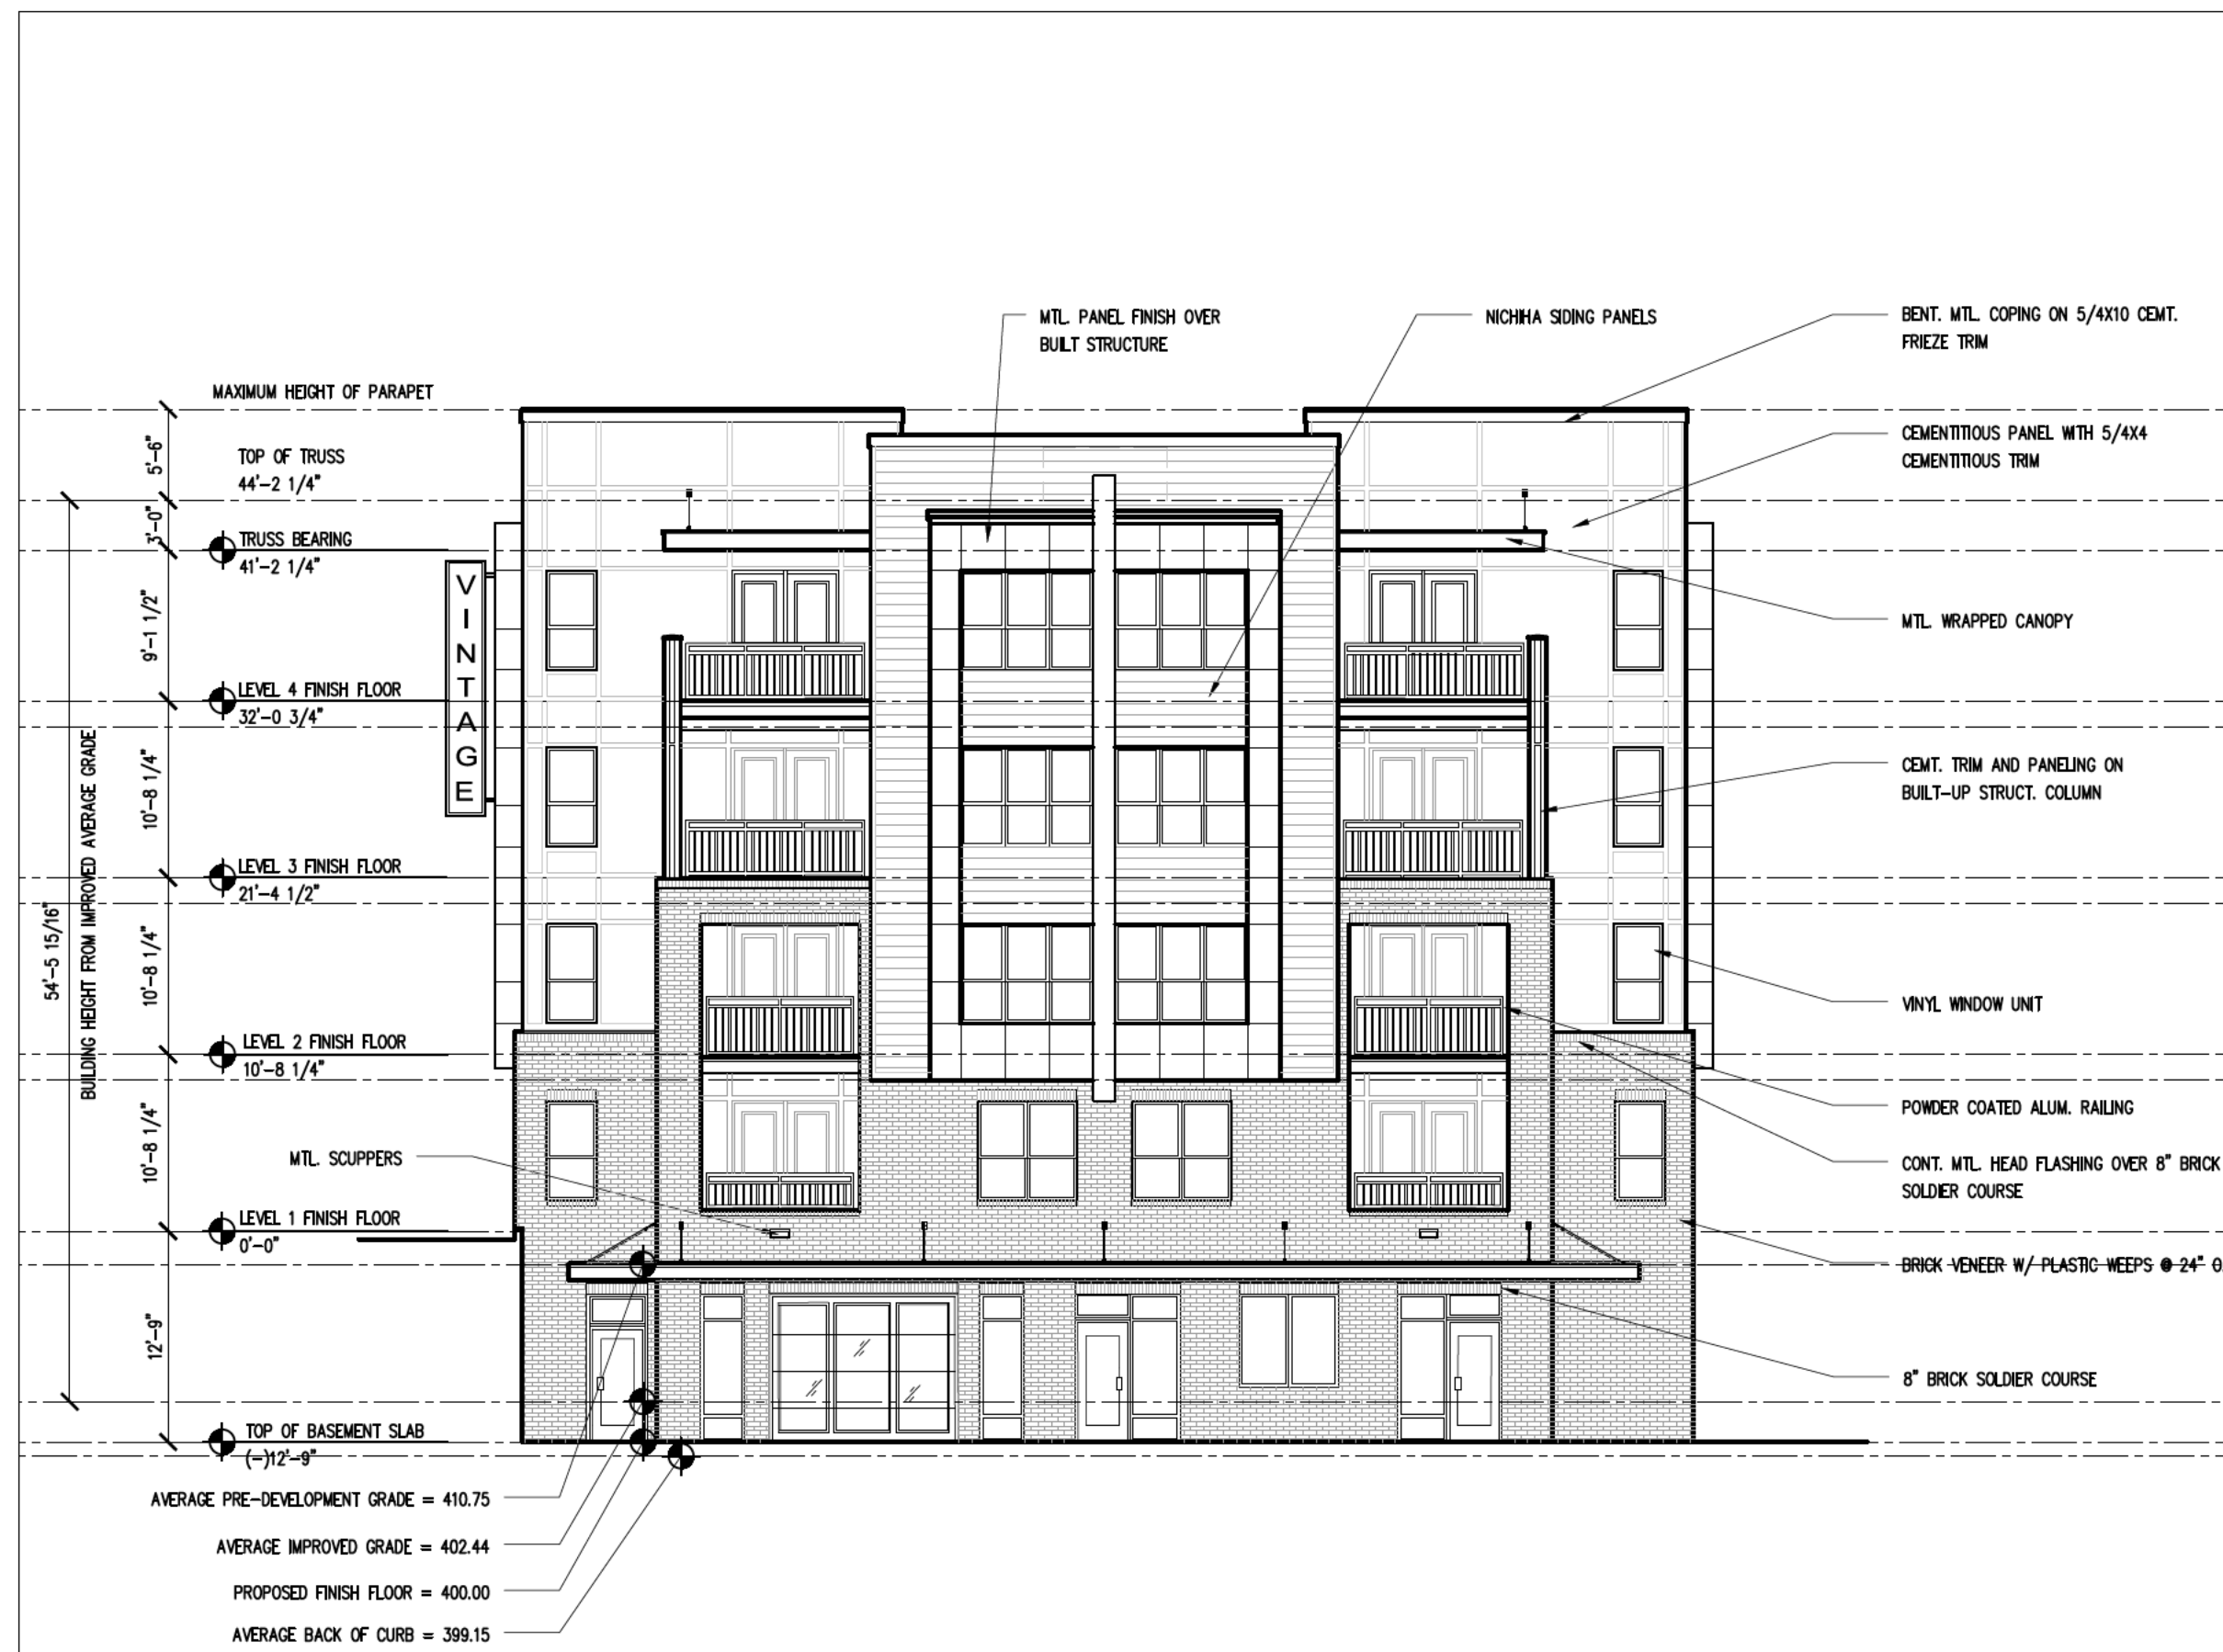 MTL. PANEL FINISH OVER
BUILT STRUCTURE
NICHIHA SIDING PANELS
BENT. MTL. COPING ON 5/4X10 CEMT.
FRIEZE TRIM
MAXIMUM HEIGHT OF PARAPET
CEMENTITIOUS PANEL WITH 5/4X4
CEMENTITIOUS TRIM
5'-6"
TOP OF TRUSS
44'-2 1/4"
3'-0"
TRUSS BEARING
41'-2 1/4"
VINTAGE
9'-1 1/2"
MTL. WRAPPED CANOPY
LEVEL 4 FINISH FLOOR
32'-0 3/4"
10'-8 1/4"
CEMT. TRIM AND PANELING ON
BUILT-UP STRUCT. COLUMN
LEVEL 3 FINISH FLOOR
21'-4 1/2"
54'-5 15/16"
BUILDING HEIGHT FROM IMPROVED AVERAGE GRADE
10'-8 1/4"
VINYL WINDOW UNIT
LEVEL 2 FINISH FLOOR
10'-8 1/4"
10'-8 1/4"
POWDER COATED ALUM. RAILING
MTL. SCUPPERS
CONT. MTL. HEAD FLASHING OVER 8" BRICK
SOLDIER COURSE
LEVEL 1 FINISH FLOOR
0'-0"
BRICK VENEER W/ PLASTIC WEEPS @ 24"
12'-9"
8" BRICK SOLDIER COURSE
TOP OF BASEMENT SLAB
(-)12'-9"
AVERAGE PRE-DEVELOPMENT GRADE = 410.75
AVERAGE IMPROVED GRADE = 402.44
PROPOSED FINISH FLOOR = 400.00
AVERAGE BACK OF CURB = 399.15